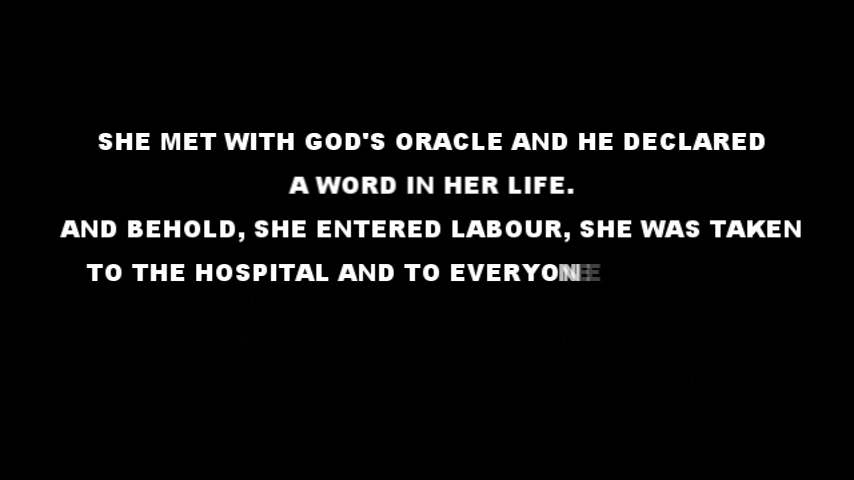 SHE MET WITH GOD'S ORACLE AND HE DECLARED
A WORD IN HER LIFE.
AND BEHOLD, SHE ENTERED LABOUR, SHE WAS TAKEN
TO THE HOSPITAL AND TO EVERYONE